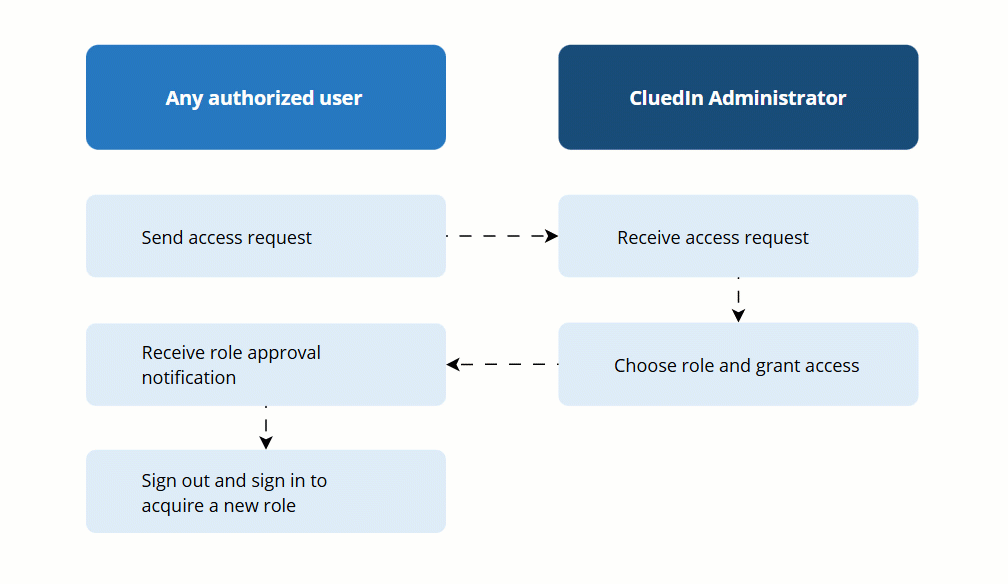 Any authorized user
CluedIn Administrator
Send access request
Receive access request
Receive role approval
notification
Choose role and grant access
Sign out and sign in to
acquire a new role